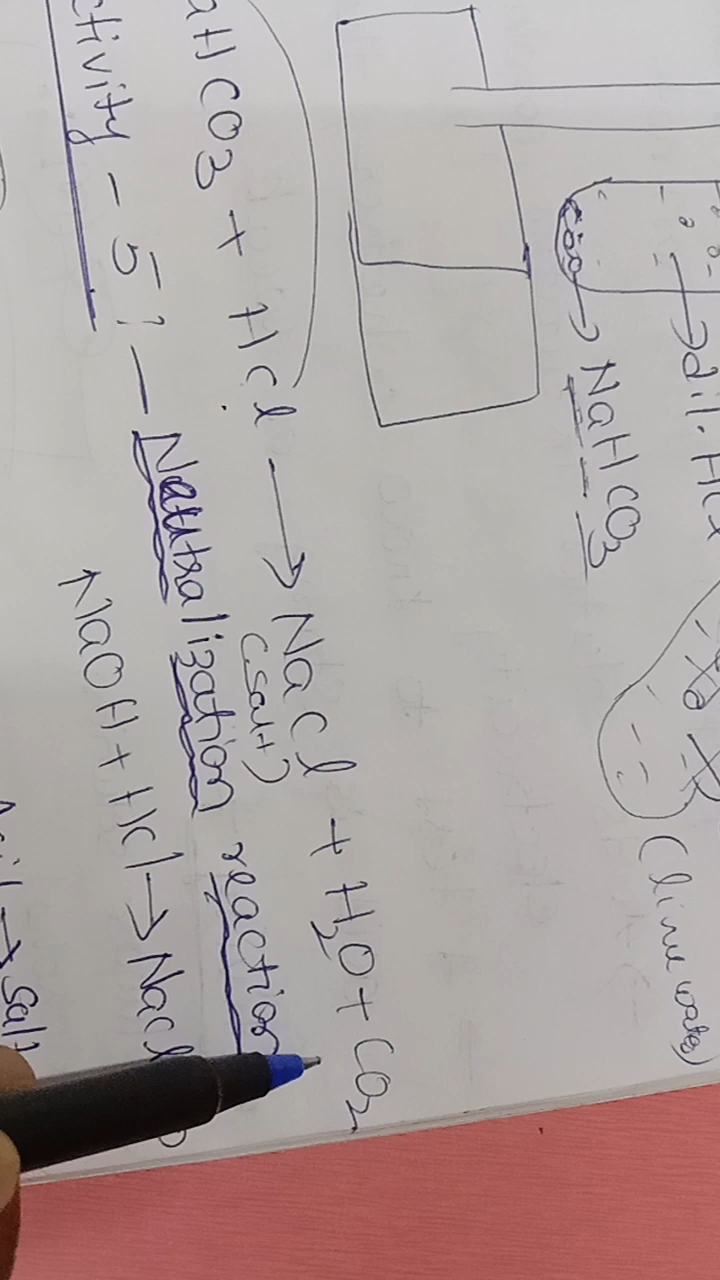 dil. HCl
NaHCO3
(lime water)
aHCO3 + HCl → NaCl + H2O + CO2
(salt)
ctivity - 5 :- Neutralization reaction
NaOH + HCl → NaCl
→ Salt